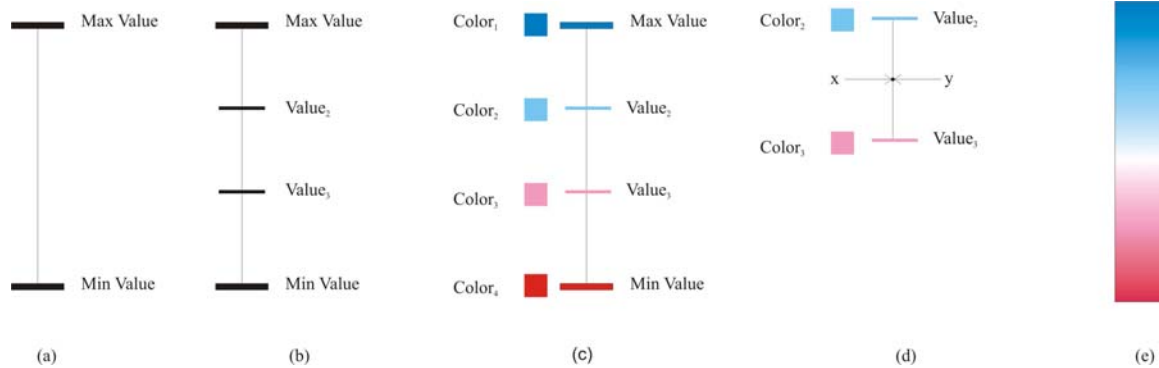 Max Value
Min Value
(a)
Max Value
Value₂
Value₃
Min Value
(b)
Color₁
Max Value
Color₂
Value₂
Color₃
Value₃
Color₄
Min Value
(c)
Color₂
Value₂
x
y
Color₃
Value₃
(d)
(e)